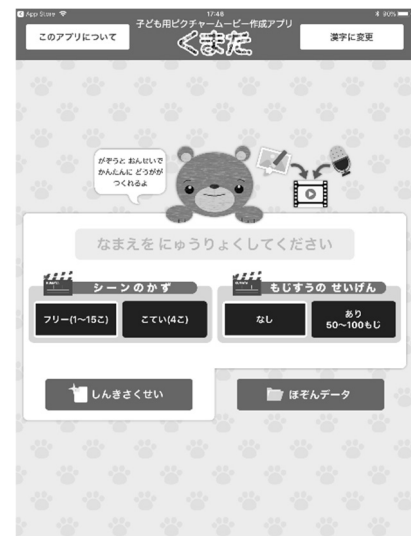 App Store 17:48 90%
子ども用ピクチャームービー作成アプリ
このアプリについて
くまだ
漢字に変更
がぞうと おんせいで
かんたんに どうがが
つくれるよ
なまえを にゅうりょくしてください
シーンのかず
もじすうの せいげん
フリー(1〜15こ)
こてい(4こ)
なし
あり
50〜100もじ
しんきさくせい
ほぞんデータ